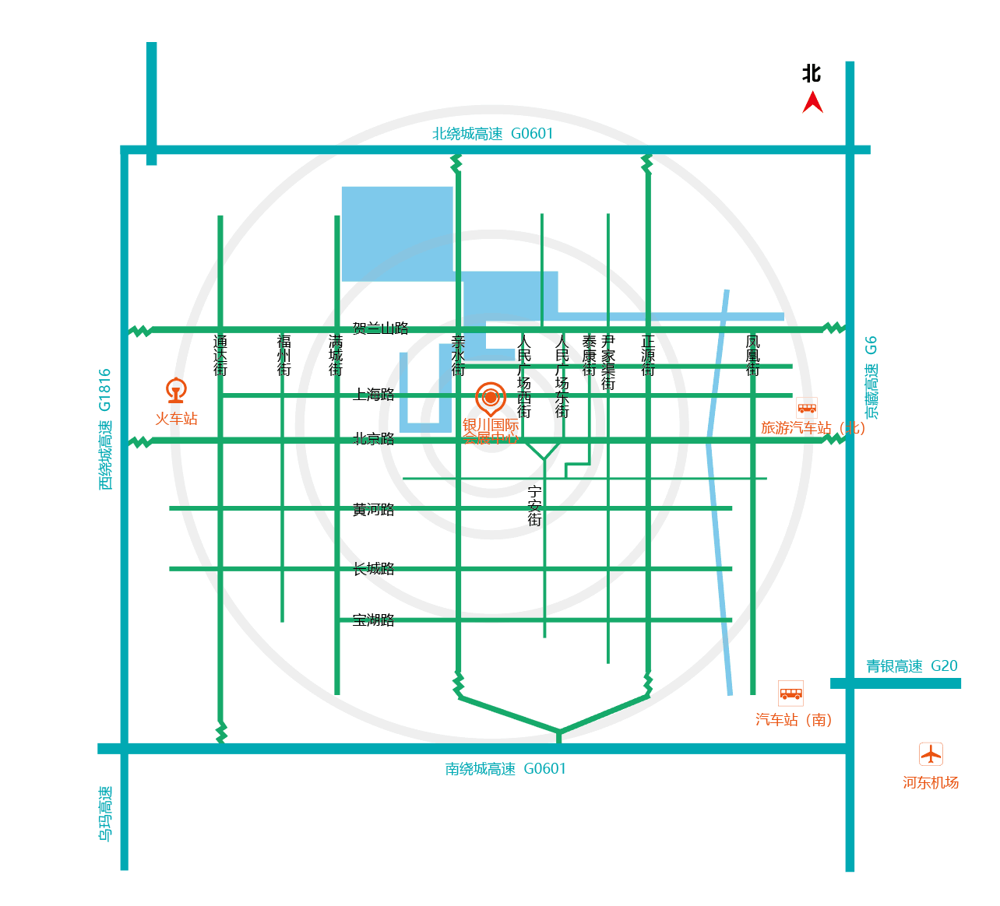 北
北绕城高速 G0601
贺兰山路
通达街
福州街
满城街
亲水街
人民广场西街
人民广场东街
泰康街
尹家渠街
正源街
凤凰街
西绕城高速 G1816
京藏高速 G6
上海路
火车站
银川国际
会展中心
旅游汽车站（北）
北京路
宁安街
黄河路
长城路
宝湖路
青银高速 G20
汽车站（南）
南绕城高速 G0601
河东机场
乌玛高速